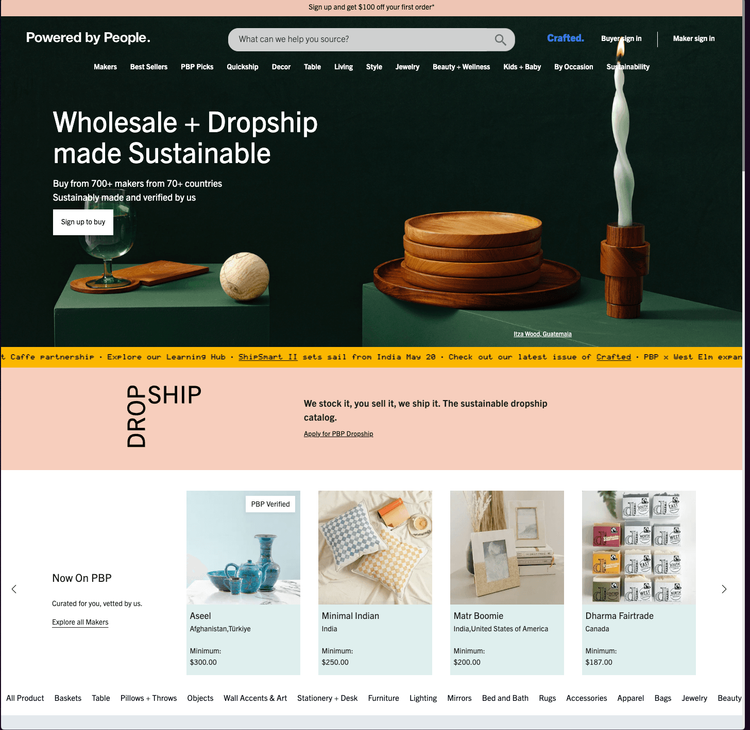 Sign up and get $100 off your first order*
Powered by People.
What can we help you source?
Crafted.
Buyer sign in
Maker sign in
Makers Best Sellers PBP Picks Quickship Decor Table Living Style Jewelry Beauty + Wellness Kids + Baby By Occasion Sustainability
Wholesale + Dropship
made Sustainable
Buy from 700+ makers from 70+ countries
Sustainably made and verified by us
Sign up to buy
Itza Wood, Guatemala
t Caffe partnership · Explore our Learning Hub · ShipSmart II sets sail from India May 20 · Check out our latest issue of Crafted · PBP x West Elm expan
DROPSHIP
We stock it, you sell it, we ship it. The sustainable dropship
catalog.
Apply for PBP Dropship
Now On PBP
Curated for you, vetted by us.
Explore all Makers
PBP Verified
Aseel
Afghanistan,Türkiye
Minimum:
$300.00
Minimal Indian
India
Minimum:
$250.00
Matr Boomie
India,United States of America
Minimum:
$200.00
Dharma Fairtrade
Canada
Minimum:
$187.00
All Product Baskets Table Pillows + Throws Objects Wall Accents & Art Stationery + Desk Furniture Lighting Mirrors Bed and Bath Rugs Accessories Apparel Bags Jewelry Beauty